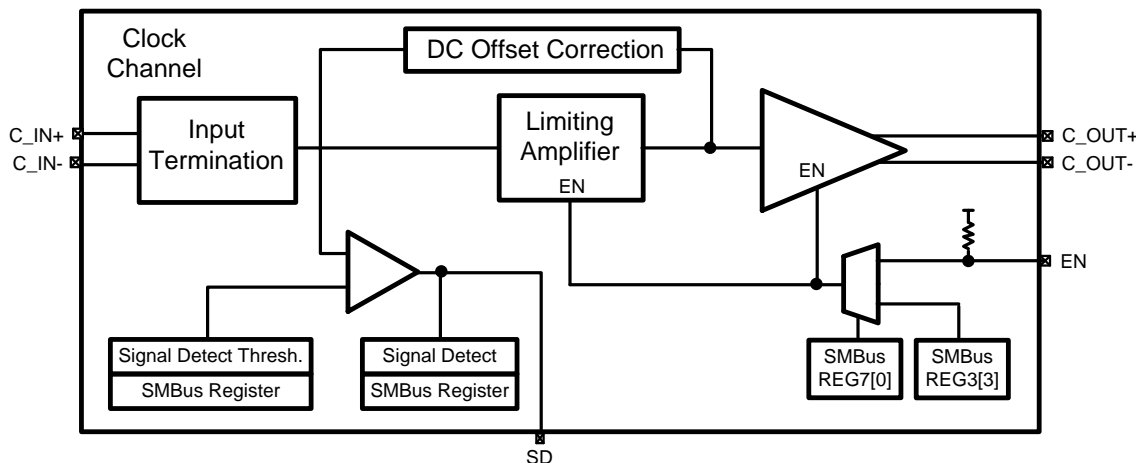 Clock
Channel
DC Offset Correction
C_IN+
C_IN-
Input
Termination
Limiting
Amplifier
EN
EN
C_OUT+
C_OUT-
EN
Signal Detect Thresh.
SMBus Register
Signal Detect
SMBus Register
SMBus
REG7[0]
SMBus
REG3[3]
SD